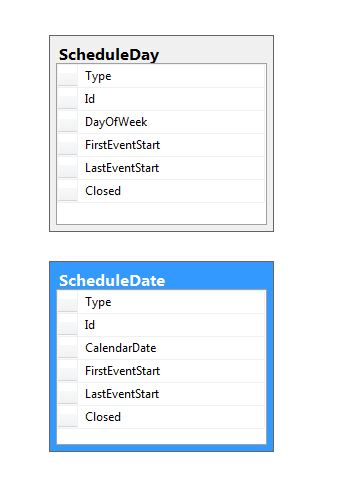 ScheduleDay
Type
Id
DayOfWeek
FirstEventStart
LastEventStart
Closed
ScheduleDate
Type
Id
CalendarDate
FirstEventStart
LastEventStart
Closed